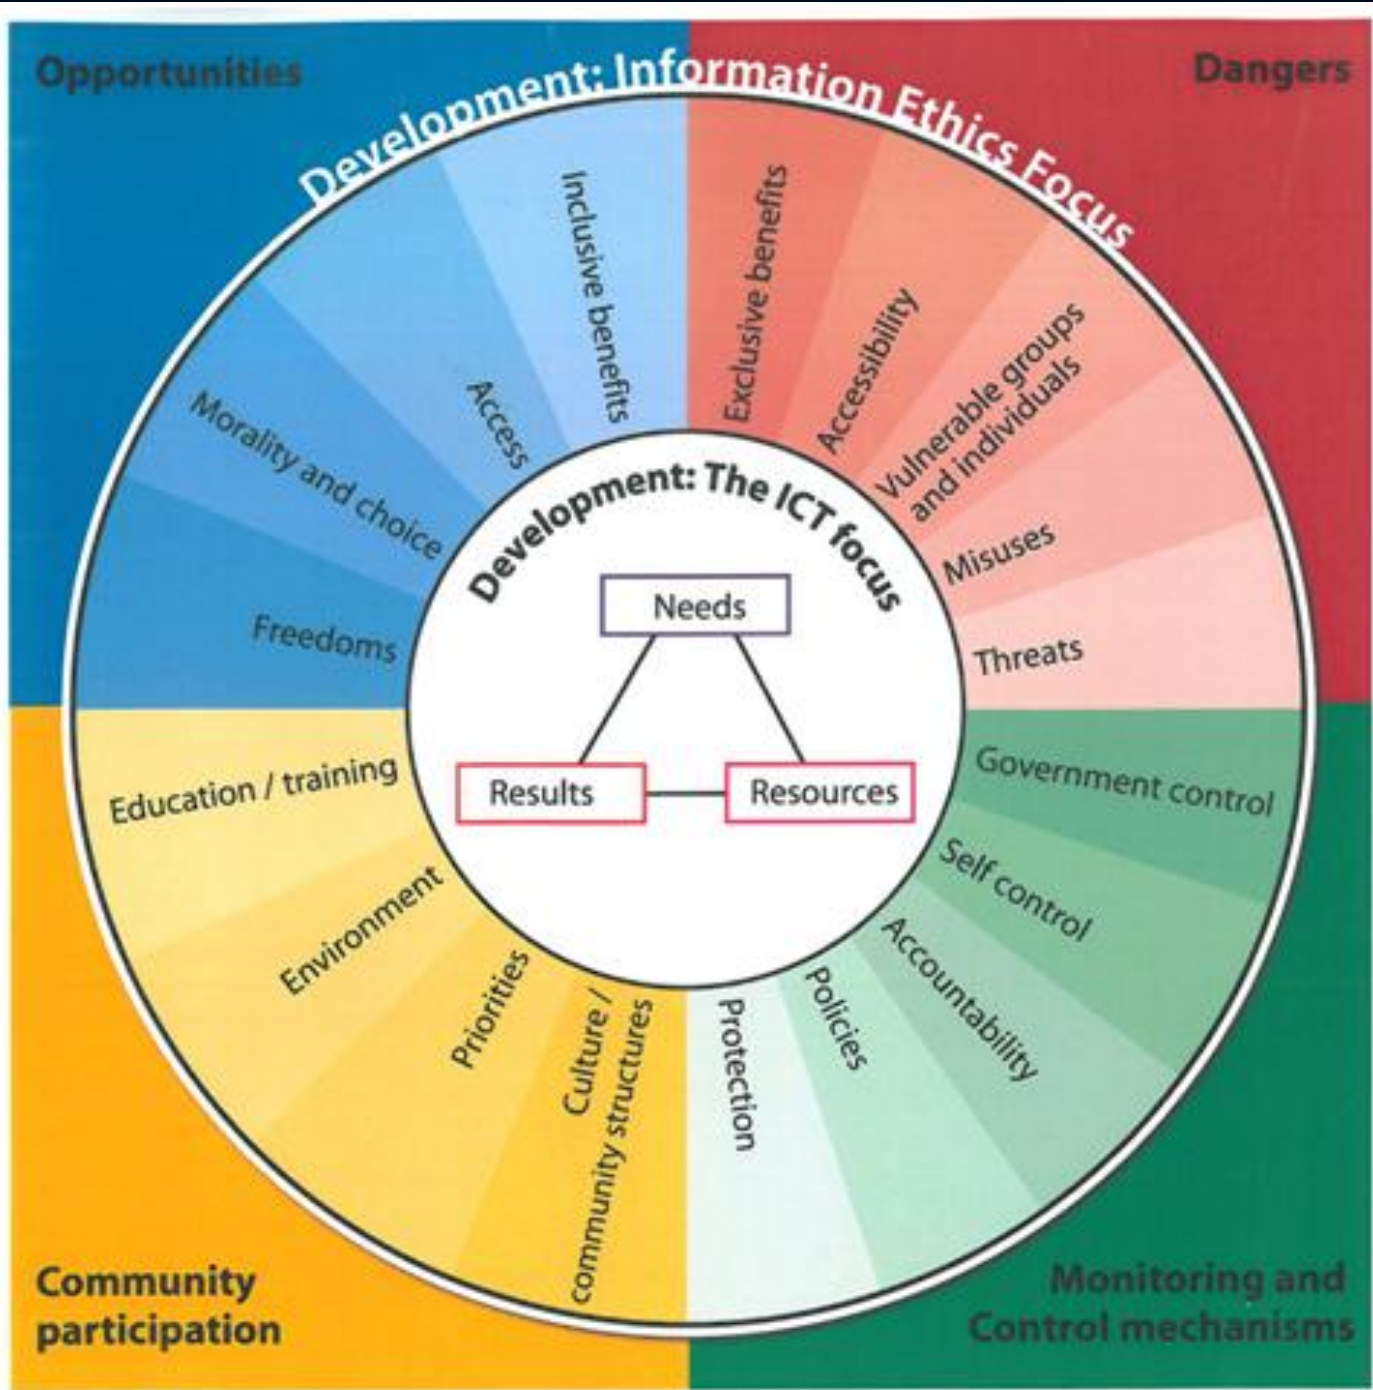 Opportunities
Dangers
Development; Information Ethics Focus
Inclusive benefits
Access
Morality and choice
Freedoms
Exclusive benefits
Accessibility
Vulnerable groups
and individuals
Misuses
Threats
Development: The ICT focus
Needs
Results
Resources
Education / training
Environment
Priorities
Culture /
community structures
Government control
Self control
Accountability
Policies
Protection
Community
participation
Monitoring and
Control mechanisms